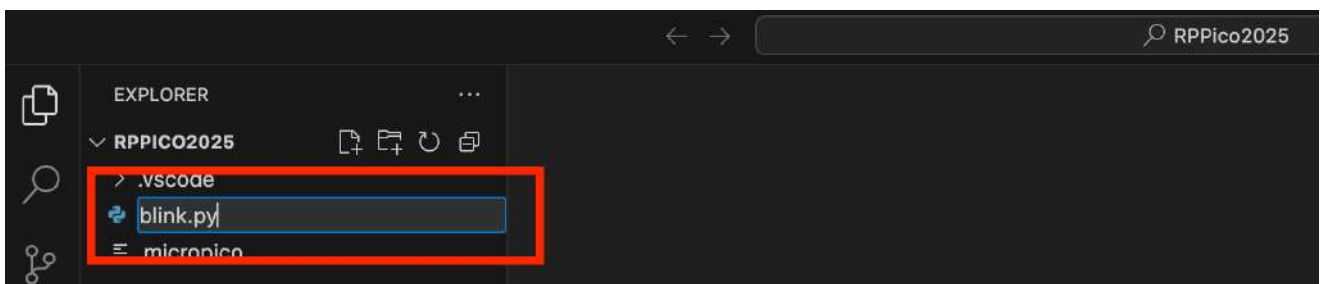 RPPico2025
EXPLORER
RPPICO2025
.vscode
blink.py
.micropico